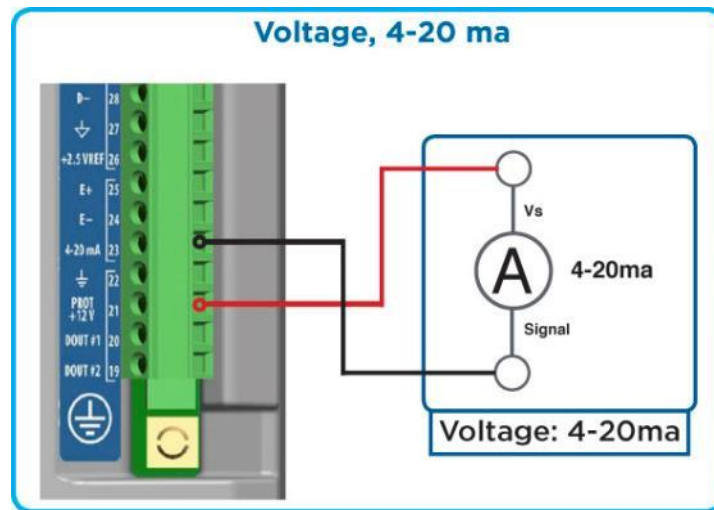 Voltage, 4-20 ma
D- 28
27
+2.5 VREF 26
E+ 25
E- 24
4-20 mA 23
22
PROT
+12 V 21
DOUT #1 20
DOUT #2 19
Vs
A
4-20ma
Signal
Voltage: 4-20ma